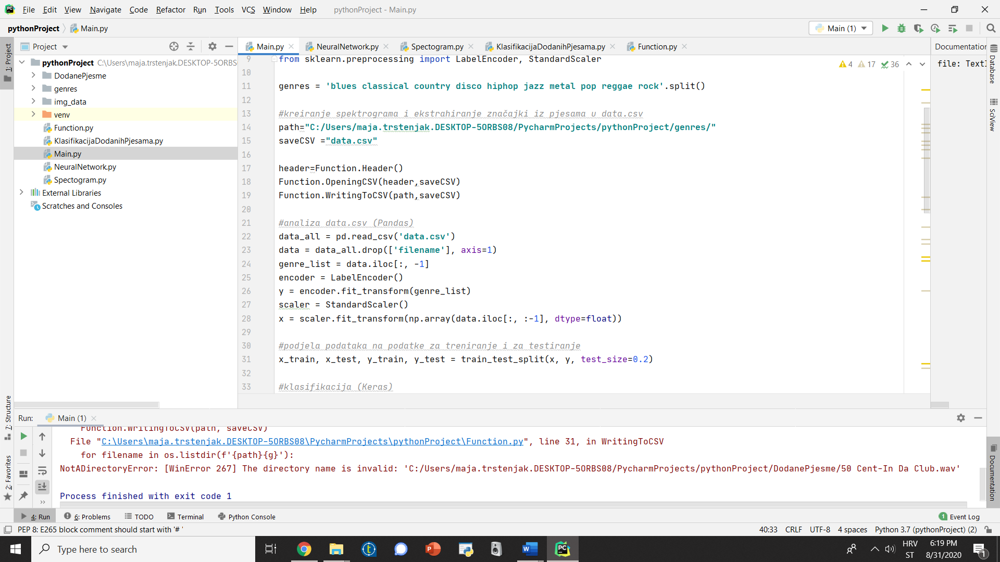 File Edit View Navigate Code Refactor Run Tools VCS Window Help pythonProject - Main.py
pythonProject Main.py Main (1)
Project Main.py NeuralNetwork.py Spectogram.py KlasifikacijaDodanihPjesama.py Function.py Documentation
1: Project
pythonProject C:\Users\maja.trstenjak.DESKTOP-5ORBS
DodanePjesme
genres
img_data
venv
Function.py
KlasifikacijaDodanihPjesama.py
Main.py
NeuralNetwork.py
Spectogram.py
External Libraries
Scratches and Consoles
7: Structure
2: Favorites
9 from sklearn.preprocessing import LabelEncoder, StandardScaler
10
11 genres = 'blues classical country disco hiphop jazz metal pop reggae rock'.split()
12
13 #kreiranje spektrograma i ekstrahiranje značajki iz pjesama u data.csv
14 path="C:/Users/maja.trstenjak.DESKTOP-5ORBS08/PycharmProjects/pythonProject/genres/"
15 saveCSV ="data.csv"
16
17 header=Function.Header()
18 Function.OpeningCSV(header,saveCSV)
19 Function.WritingToCSV(path,saveCSV)
20
21 #analiza data.csv (Pandas)
22 data_all = pd.read_csv('data.csv')
23 data = data_all.drop(['filename'], axis=1)
24 genre_list = data.iloc[:, -1]
25 encoder = LabelEncoder()
26 y = encoder.fit_transform(genre_list)
27 scaler = StandardScaler()
28 x = scaler.fit_transform(np.array(data.iloc[:, :-1], dtype=float))
29
30 #podjela podataka na podatke za treniranje i za testiranje
31 x_train, x_test, y_train, y_test = train_test_split(x, y, test_size=0.2)
32
33 #klasifikacija (Keras)
4 17 36
file: TextI
Database
SciView
Documentation
Run: Main (1)
Function.WritingToCSV(path, saveCSV)
File "C:\Users\maja.trstenjak.DESKTOP-5ORBS08\PycharmProjects\pythonProject\Function.py", line 31, in WritingToCSV
for filename in os.listdir(f'{path}{g}'):
NotADirectoryError: [WinError 267] The directory name is invalid: 'C:/Users/maja.trstenjak.DESKTOP-5ORBS08/PycharmProjects/pythonProject/DodanePjesme/50 Cent-In Da Club.wav'
Process finished with exit code 1
4: Run 6: Problems TODO Terminal Python Console 1 Event Log
PEP 8: E265 block comment should start with '# ' 40:33 CRLF UTF-8 4 spaces Python 3.7 (pythonProject) (2)
Type here to search
HRV
ST
6:19 PM
8/31/2020
1